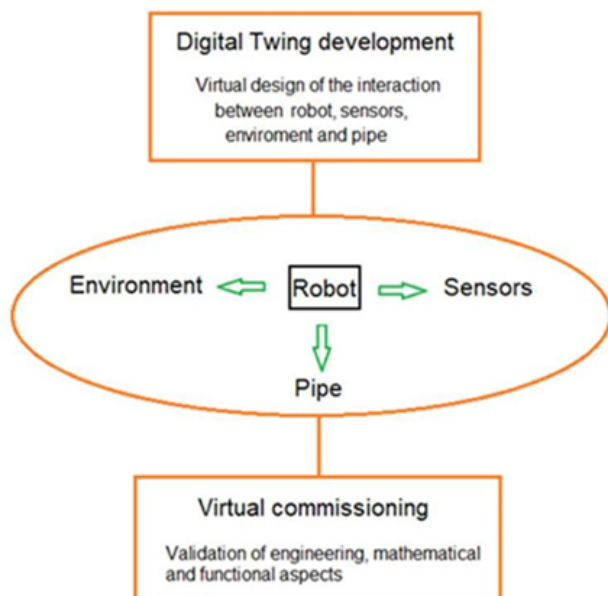 Digital Twing development
Virtual design of the interaction
between robot, sensors,
enviroment and pipe
Environment Robot Sensors
Pipe
Virtual commissioning
Validation of engineering, mathematical
and functional aspects